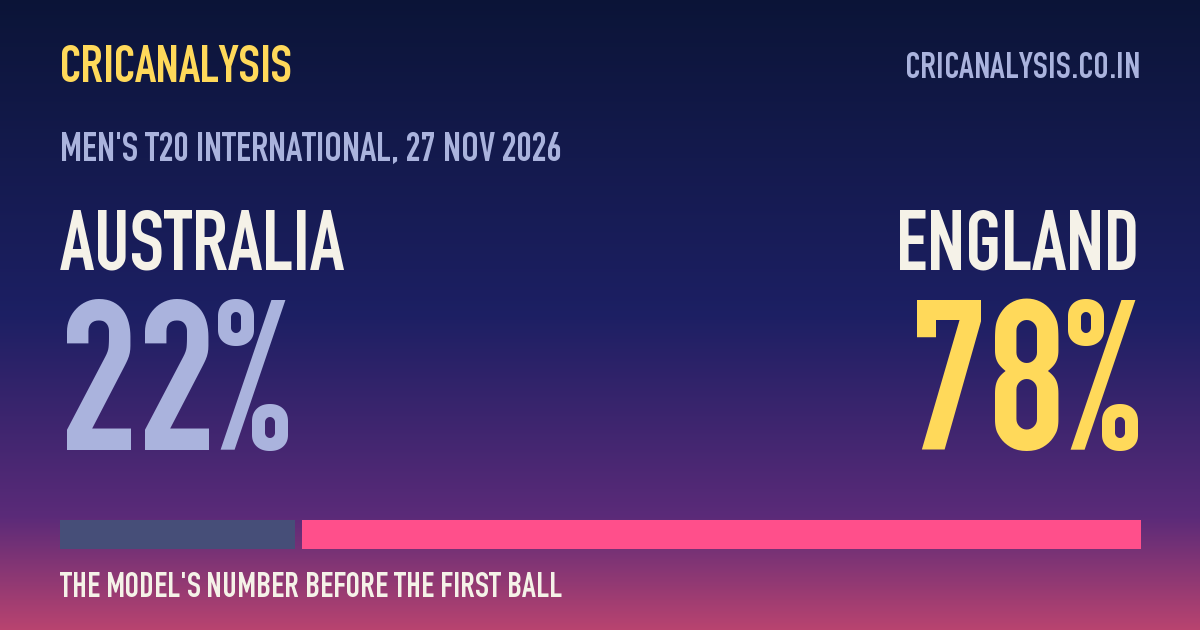 CRICANALYSIS
CRICANALYSIS.CO.IN
MEN'S T20 INTERNATIONAL, 27 NOV 2026
AUSTRALIA
22%
ENGLAND
78%
THE MODEL'S NUMBER BEFORE THE FIRST BALL